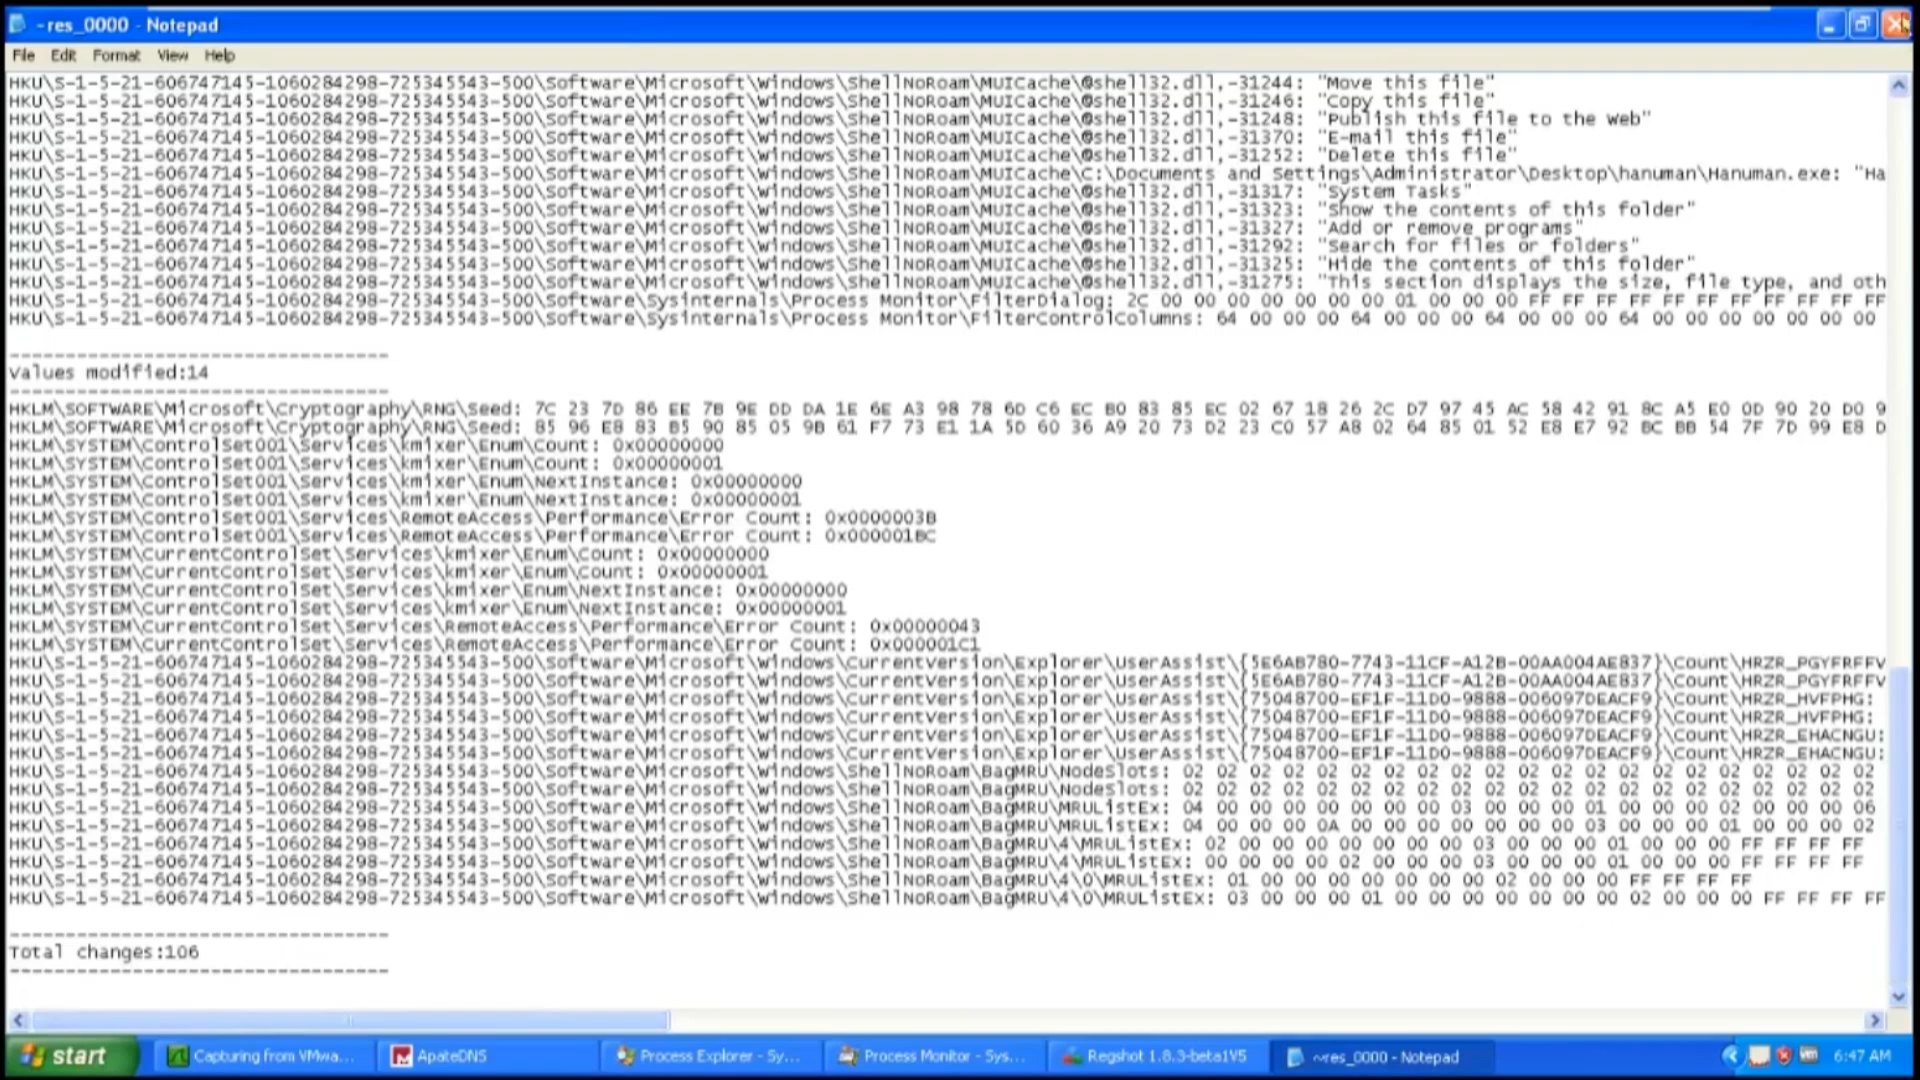 ~res_0000 - Notepad
File Edit Format View Help
HKU\S-1-5-21-606747145-1060284298-725345543-500\Software\Microsoft\Windows\ShellNoRoam\MUICache\@shell32.dll,-31244: "Move this file"
HKU\S-1-5-21-606747145-1060284298-725345543-500\Software\Microsoft\Windows\ShellNoRoam\MUICache\@shell32.dll,-31246: "Copy this file"
HKU\S-1-5-21-606747145-1060284298-725345543-500\Software\Microsoft\Windows\ShellNoRoam\MUICache\@shell32.dll,-31248: "Publish this file to the Web"
HKU\S-1-5-21-606747145-1060284298-725345543-500\Software\Microsoft\Windows\ShellNoRoam\MUICache\@shell32.dll,-31370: "E-mail this file"
HKU\S-1-5-21-606747145-1060284298-725345543-500\Software\Microsoft\Windows\ShellNoRoam\MUICache\@shell32.dll,-31252: "Delete this file"
HKU\S-1-5-21-606747145-1060284298-725345543-500\Software\Microsoft\Windows\ShellNoRoam\MUICache\C:\Documents and Settings\Administrator\Desktop\hanuman\Hanuman.exe: "Ha
HKU\S-1-5-21-606747145-1060284298-725345543-500\Software\Microsoft\Windows\ShellNoRoam\MUICache\@shell32.dll,-31317: "System Tasks"
HKU\S-1-5-21-606747145-1060284298-725345543-500\Software\Microsoft\Windows\ShellNoRoam\MUICache\@shell32.dll,-31323: "Show the contents of this folder"
HKU\S-1-5-21-606747145-1060284298-725345543-500\Software\Microsoft\Windows\ShellNoRoam\MUICache\@shell32.dll,-31327: "Add or remove programs"
HKU\S-1-5-21-606747145-1060284298-725345543-500\Software\Microsoft\Windows\ShellNoRoam\MUICache\@shell32.dll,-31292: "Search for files or folders"
HKU\S-1-5-21-606747145-1060284298-725345543-500\Software\Microsoft\Windows\ShellNoRoam\MUICache\@shell32.dll,-31325: "Hide the contents of this folder"
HKU\S-1-5-21-606747145-1060284298-725345543-500\Software\Microsoft\Windows\ShellNoRoam\MUICache\@shell32.dll,-31275: "This section displays the size, file type, and oth
HKU\S-1-5-21-606747145-1060284298-725345543-500\Software\Sysinternals\Process Monitor\FilterDialog: 2C 00 00 00 00 00 00 00 01 00 00 00 FF FF FF FF FF FF FF FF FF FF FF
HKU\S-1-5-21-606747145-1060284298-725345543-500\Software\Sysinternals\Process Monitor\FilterControlColumns: 64 00 00 00 64 00 00 00 64 00 00 00 64 00 00 00 00 00 00 00
----------------------------------
Values modified:14
----------------------------------
HKLM\SOFTWARE\Microsoft\Cryptography\RNG\Seed: 7C 23 7D 86 EE 7B 9E DD DA 1E 6E A3 98 78 6D C6 EC B0 83 85 EC 02 67 18 26 2C D7 97 45 AC 58 42 91 8C A5 E0 0D 90 20 D0 9
HKLM\SOFTWARE\Microsoft\Cryptography\RNG\Seed: 85 96 E8 83 B5 90 85 05 9B 61 F7 73 E1 1A 5D 60 36 A9 20 73 D2 23 C0 57 A8 02 64 85 01 52 E8 E7 92 BC BB 54 7F 7D 99 E8 D
HKLM\SYSTEM\ControlSet001\Services\kmixer\Enum\Count: 0x00000000
HKLM\SYSTEM\ControlSet001\Services\kmixer\Enum\Count: 0x00000001
HKLM\SYSTEM\ControlSet001\Services\kmixer\Enum\NextInstance: 0x00000000
HKLM\SYSTEM\ControlSet001\Services\kmixer\Enum\NextInstance: 0x00000001
HKLM\SYSTEM\ControlSet001\Services\RemoteAccess\Performance\Error Count: 0x0000003B
HKLM\SYSTEM\ControlSet001\Services\RemoteAccess\Performance\Error Count: 0x000001BC
HKLM\SYSTEM\CurrentControlSet\Services\kmixer\Enum\Count: 0x00000000
HKLM\SYSTEM\CurrentControlSet\Services\kmixer\Enum\Count: 0x00000001
HKLM\SYSTEM\CurrentControlSet\Services\kmixer\Enum\NextInstance: 0x00000000
HKLM\SYSTEM\CurrentControlSet\Services\kmixer\Enum\NextInstance: 0x00000001
HKLM\SYSTEM\CurrentControlSet\Services\RemoteAccess\Performance\Error Count: 0x00000043
HKLM\SYSTEM\CurrentControlSet\Services\RemoteAccess\Performance\Error Count: 0x000001C1
HKU\S-1-5-21-606747145-1060284298-725345543-500\Software\Microsoft\Windows\CurrentVersion\Explorer\UserAssist\{5E6AB780-7743-11CF-A12B-00AA004AE837}\Count\HRZR_PGYFRFFV
HKU\S-1-5-21-606747145-1060284298-725345543-500\Software\Microsoft\Windows\CurrentVersion\Explorer\UserAssist\{5E6AB780-7743-11CF-A12B-00AA004AE837}\Count\HRZR_PGYFRFFV
HKU\S-1-5-21-606747145-1060284298-725345543-500\Software\Microsoft\Windows\CurrentVersion\Explorer\UserAssist\{75048700-EF1F-11D0-9888-006097DEACF9}\Count\HRZR_HVFPHG:
HKU\S-1-5-21-606747145-1060284298-725345543-500\Software\Microsoft\Windows\CurrentVersion\Explorer\UserAssist\{75048700-EF1F-11D0-9888-006097DEACF9}\Count\HRZR_HVFPHG:
HKU\S-1-5-21-606747145-1060284298-725345543-500\Software\Microsoft\Windows\CurrentVersion\Explorer\UserAssist\{75048700-EF1F-11D0-9888-006097DEACF9}\Count\HRZR_EHACNGU:
HKU\S-1-5-21-606747145-1060284298-725345543-500\Software\Microsoft\Windows\CurrentVersion\Explorer\UserAssist\{75048700-EF1F-11D0-9888-006097DEACF9}\Count\HRZR_EHACNGU:
HKU\S-1-5-21-606747145-1060284298-725345543-500\Software\Microsoft\Windows\ShellNoRoam\BagMRU\NodeSlots: 02 02 02 02 02 02 02 02 02 02 02 02 02 02 02 02 02 02 02 02 02
HKU\S-1-5-21-606747145-1060284298-725345543-500\Software\Microsoft\Windows\ShellNoRoam\BagMRU\NodeSlots: 02 02 02 02 02 02 02 02 02 02 02 02 02 02 02 02 02 02 02 02 02
HKU\S-1-5-21-606747145-1060284298-725345543-500\Software\Microsoft\Windows\ShellNoRoam\BagMRU\MRUListEx: 04 00 00 00 00 00 00 00 03 00 00 00 01 00 00 00 02 00 00 00 06
HKU\S-1-5-21-606747145-1060284298-725345543-500\Software\Microsoft\Windows\ShellNoRoam\BagMRU\MRUListEx: 04 00 00 00 0A 00 00 00 00 00 00 00 03 00 00 00 01 00 00 00 02
HKU\S-1-5-21-606747145-1060284298-725345543-500\Software\Microsoft\Windows\ShellNoRoam\BagMRU\4\MRUListEx: 02 00 00 00 00 00 00 00 03 00 00 00 01 00 00 00 FF FF FF FF
HKU\S-1-5-21-606747145-1060284298-725345543-500\Software\Microsoft\Windows\ShellNoRoam\BagMRU\4\MRUListEx: 00 00 00 00 02 00 00 00 03 00 00 00 01 00 00 00 FF FF FF FF
HKU\S-1-5-21-606747145-1060284298-725345543-500\Software\Microsoft\Windows\ShellNoRoam\BagMRU\4\0\MRUListEx: 01 00 00 00 00 00 00 00 02 00 00 00 FF FF FF FF
HKU\S-1-5-21-606747145-1060284298-725345543-500\Software\Microsoft\Windows\ShellNoRoam\BagMRU\4\0\MRUListEx: 03 00 00 00 01 00 00 00 00 00 00 00 02 00 00 00 FF FF FF FF
----------------------------------
Total changes:106
----------------------------------
start Capturing from VMwa... ApateDNS Process Explorer - Sy... Process Monitor - Sys... Regshot 1.8.3-beta1V5 ~res_0000 - Notepad 6:47 AM